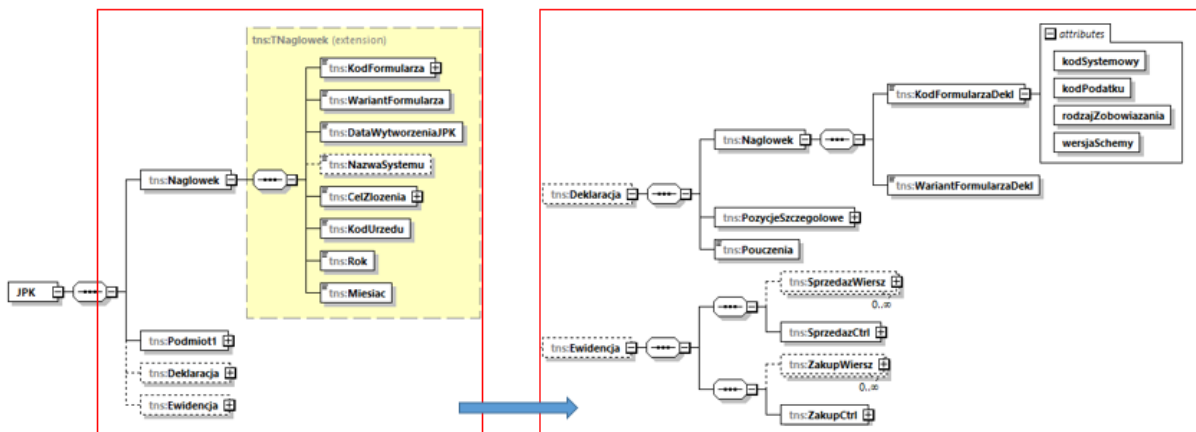 tns:TNaglowek (extension)
tns:KodFormularza
tns:WariantFormularza
tns:DataWytworzeniaJPK
tns:NazwaSystemu
tns:CelZlozenia
tns:KodUrzedu
tns:Rok
tns:Miesiac
tns:Naglowek
JPK
tns:Podmiot1
tns:Deklaracja
tns:Ewidencja
attributes
kodSystemowy
kodPodatku
rodzajZobowiazania
wersjaSchemy
tns:KodFormularzaDekl
tns:Naglowek
tns:WariantFormularzaDekl
tns:Deklaracja
tns:PozycjeSzczegolowe
tns:Pouczenia
tns:SprzedazWiersz
0..∞
tns:SprzedazCtrl
tns:Ewidencja
tns:ZakupWiersz
0..∞
tns:ZakupCtrl